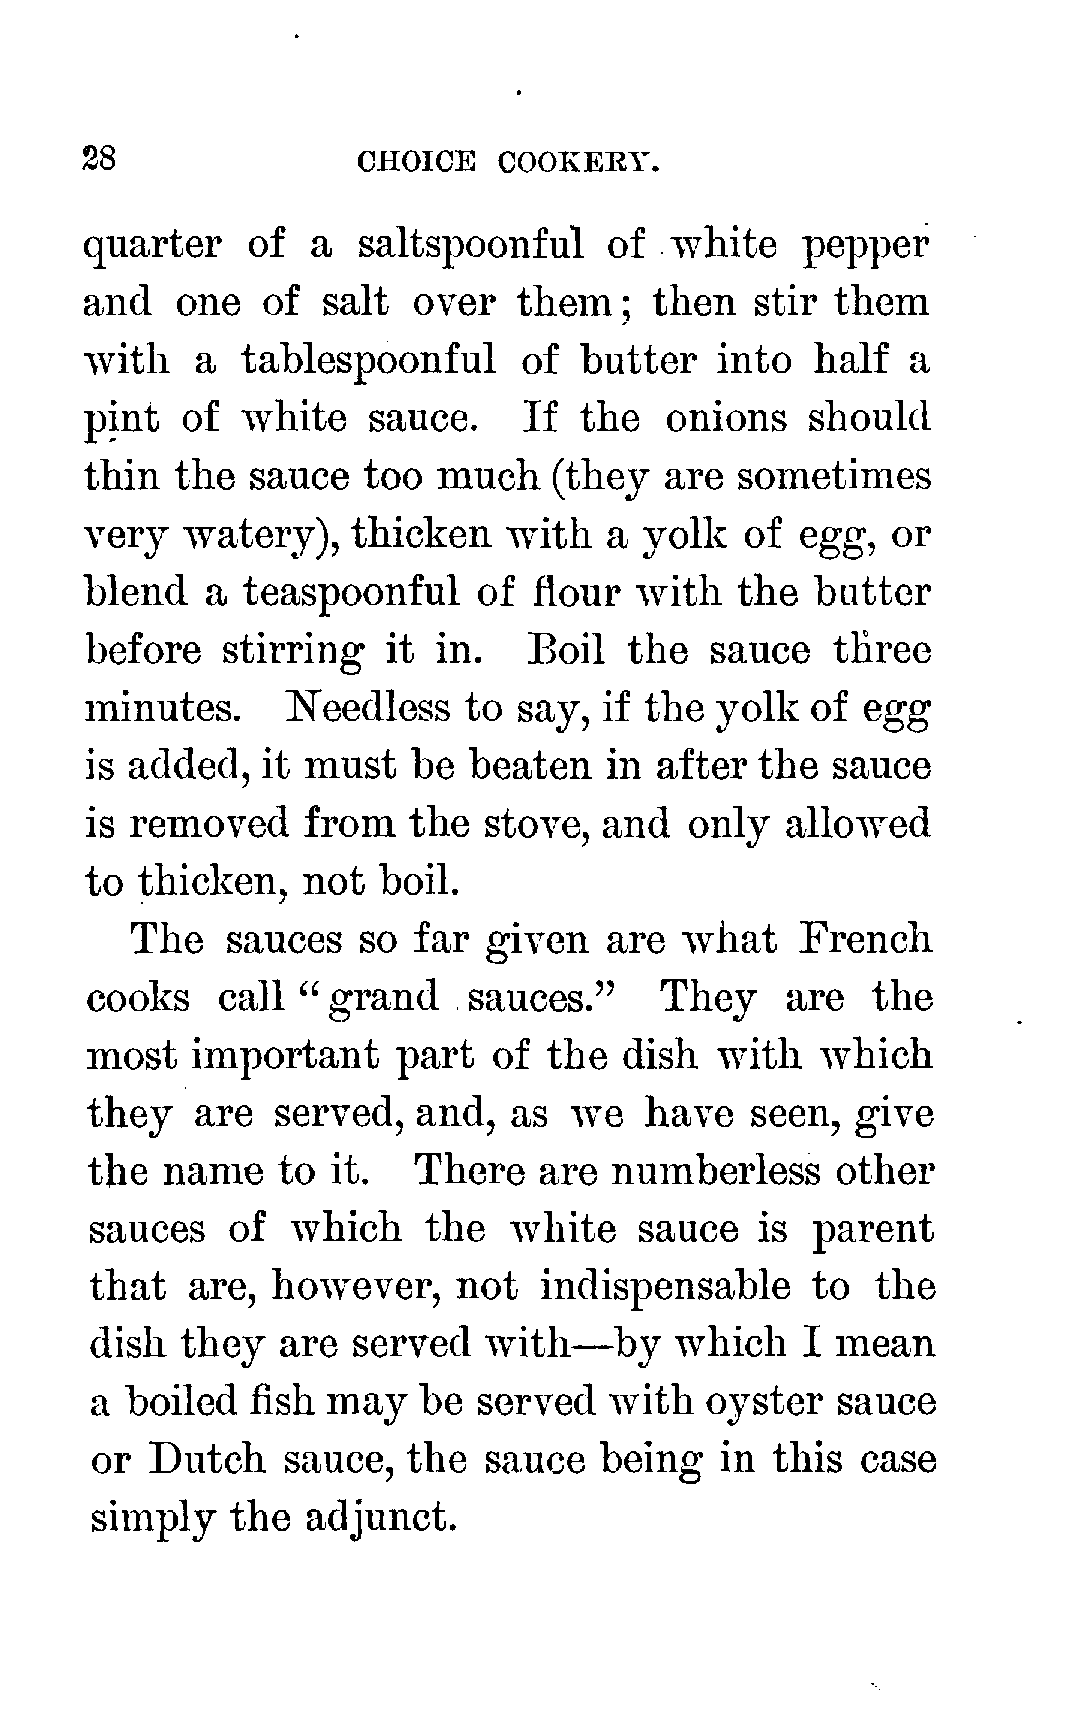 28 CHOICE COOKERY.
quarter of a saltspoonful of white pepper
and one of salt over them; then stir them
with a tablespoonful of butter into half a
pint of white sauce. If the onions should
thin the sauce too much (they are sometimes
very watery), thicken with a yolk of egg, or
blend a teaspoonful of flour with the butter
before stirring it in. Boil the sauce three
minutes. Needless to say, if the yolk of egg
is added, it must be beaten in after the sauce
is removed from the stove, and only allowed
to thicken, not boil.
The sauces so far given are what French
cooks call “grand sauces.” They are the
most important part of the dish with which
they are served, and, as we have seen, give
the name to it. There are numberless other
sauces of which the white sauce is parent
that are, however, not indispensable to the
dish they are served with—by which I mean
a boiled fish may be served with oyster sauce
or Dutch sauce, the sauce being in this case
simply the adjunct.